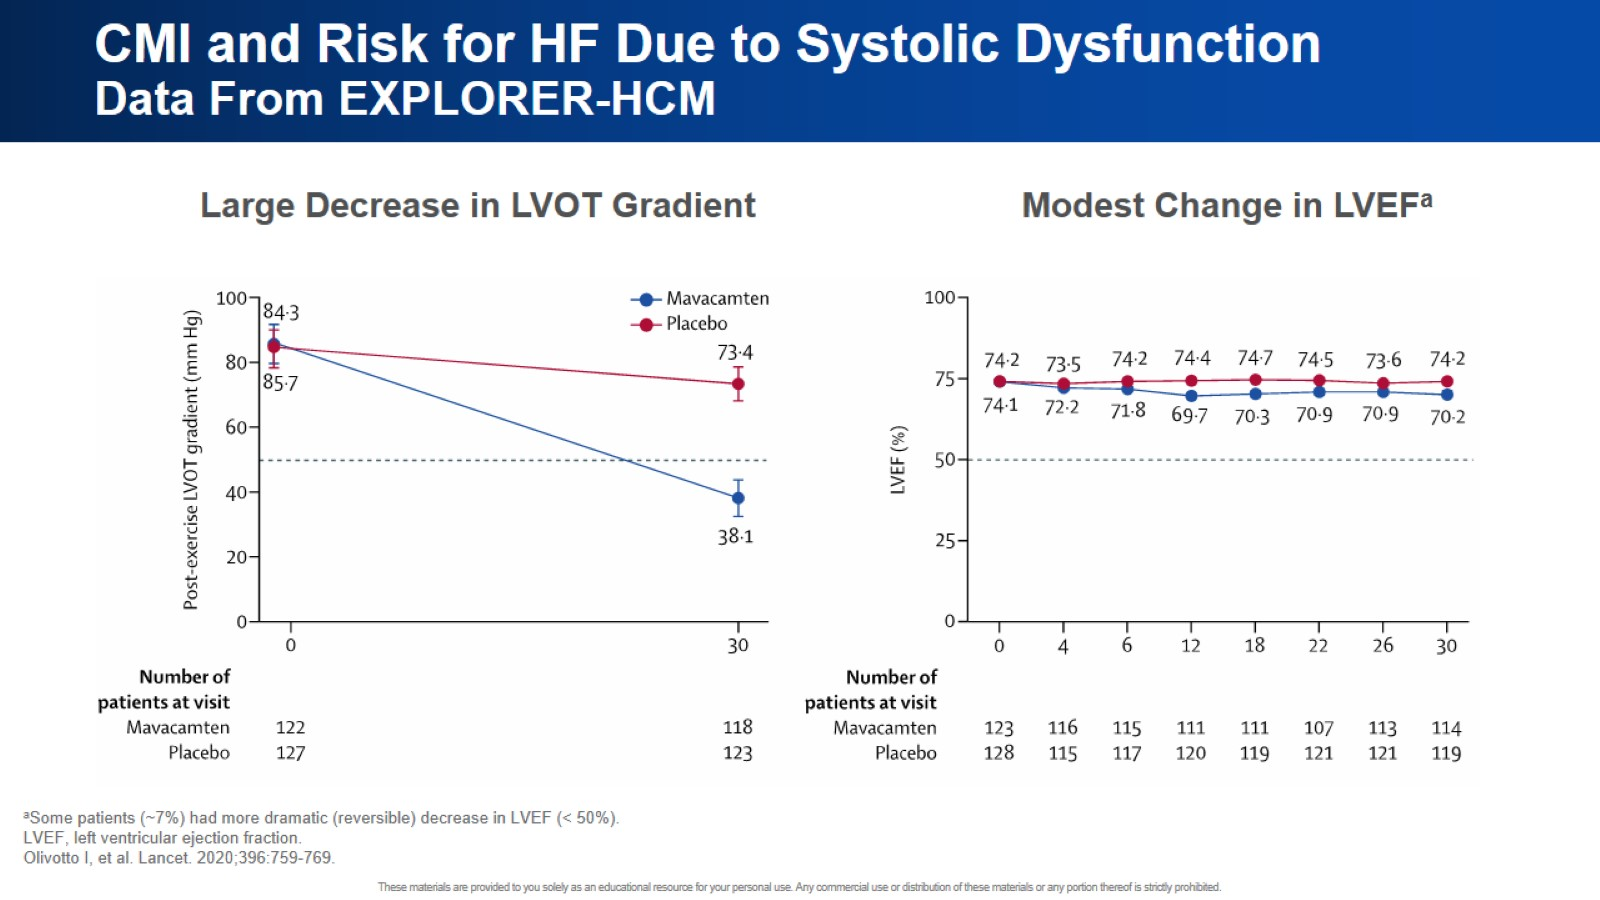 CMI and Risk for HF Due to Systolic Dysfunction
Data From EXPLORER-HCM
Large Decrease in LVOT Gradient
Post-exercise LVOT gradient (mm Hg)
100
80
60
40
20
0
84·3
85·7
Mavacamten
Placebo
73·4
38·1
0 30
Number of
patients at visit
Mavacamten 122 118
Placebo 127 123
Modest Change in LVEFᵃ
LVEF (%)
100
75
50
25
0
74·2 73·5 74·2 74·4 74·7 74·5 73·6 74·2
74·1 72·2 71·8 69·7 70·3 70·9 70·9 70·2
0 4 6 12 18 22 26 30
Number of
patients at visit
Mavacamten 123 116 115 111 111 107 113 114
Placebo 128 115 117 120 119 121 121 119
ᵃSome patients (~7%) had more dramatic (reversible) decrease in LVEF (< 50%).
LVEF, left ventricular ejection fraction.
Olivotto I, et al. Lancet. 2020;396:759-769.
These materials are provided to you solely as an educational resource for your personal use. Any commercial use or distribution of these materials or any portion thereof is strictly prohibited.